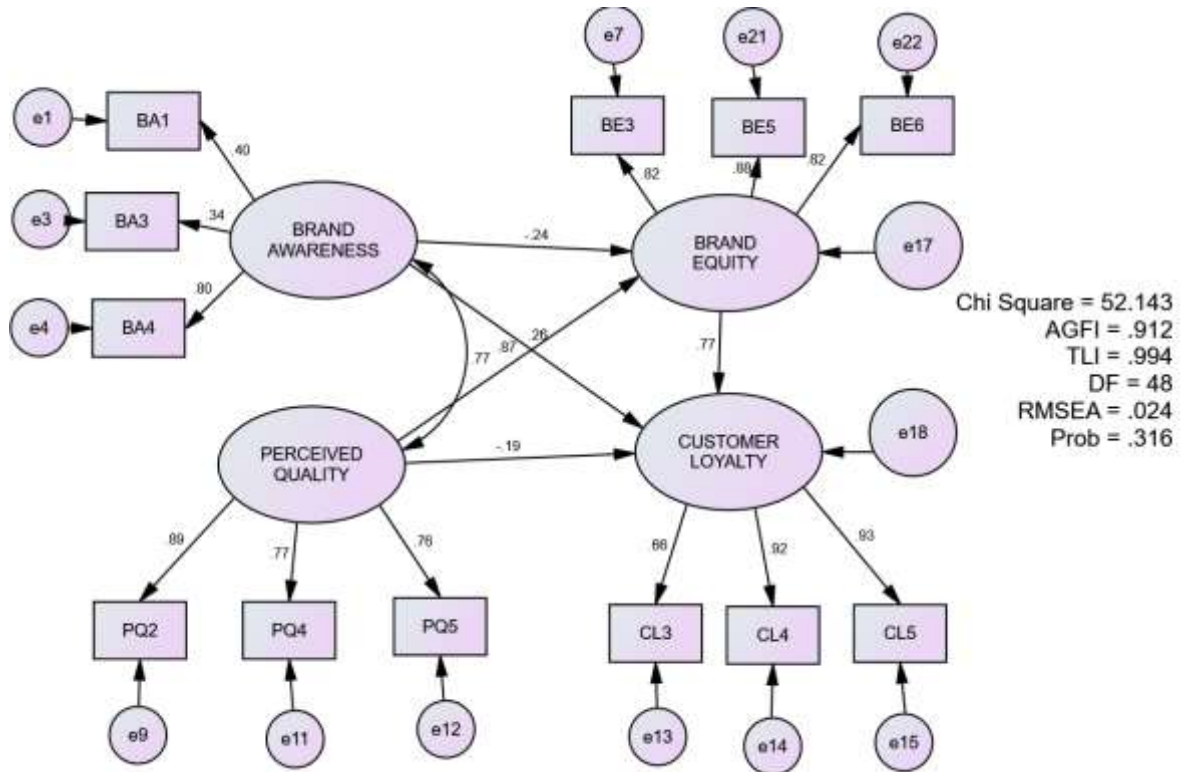 e7
e21
e22
e1
BA1
BE3
BE5
BE6
.40
.82
.88
.82
e3
BA3
.34
BRAND
AWARENESS
-.24
BRAND
EQUITY
e17
.80
e4
BA4
.77
.87
.26
.77
Chi Square = 52.143
AGFI = .912
TLI = .994
DF = 48
RMSEA = .024
Prob = .316
PERCEIVED
QUALITY
-.19
CUSTOMER
LOYALTY
e18
.89
.77
.76
.66
.92
.93
PQ2
PQ4
PQ5
CL3
CL4
CL5
e9
e11
e12
e13
e14
e15